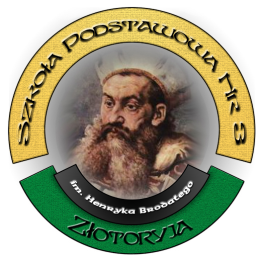 Szkoła Podstawowa Nr 3
im. Henryka Brodatego
Złotoryja